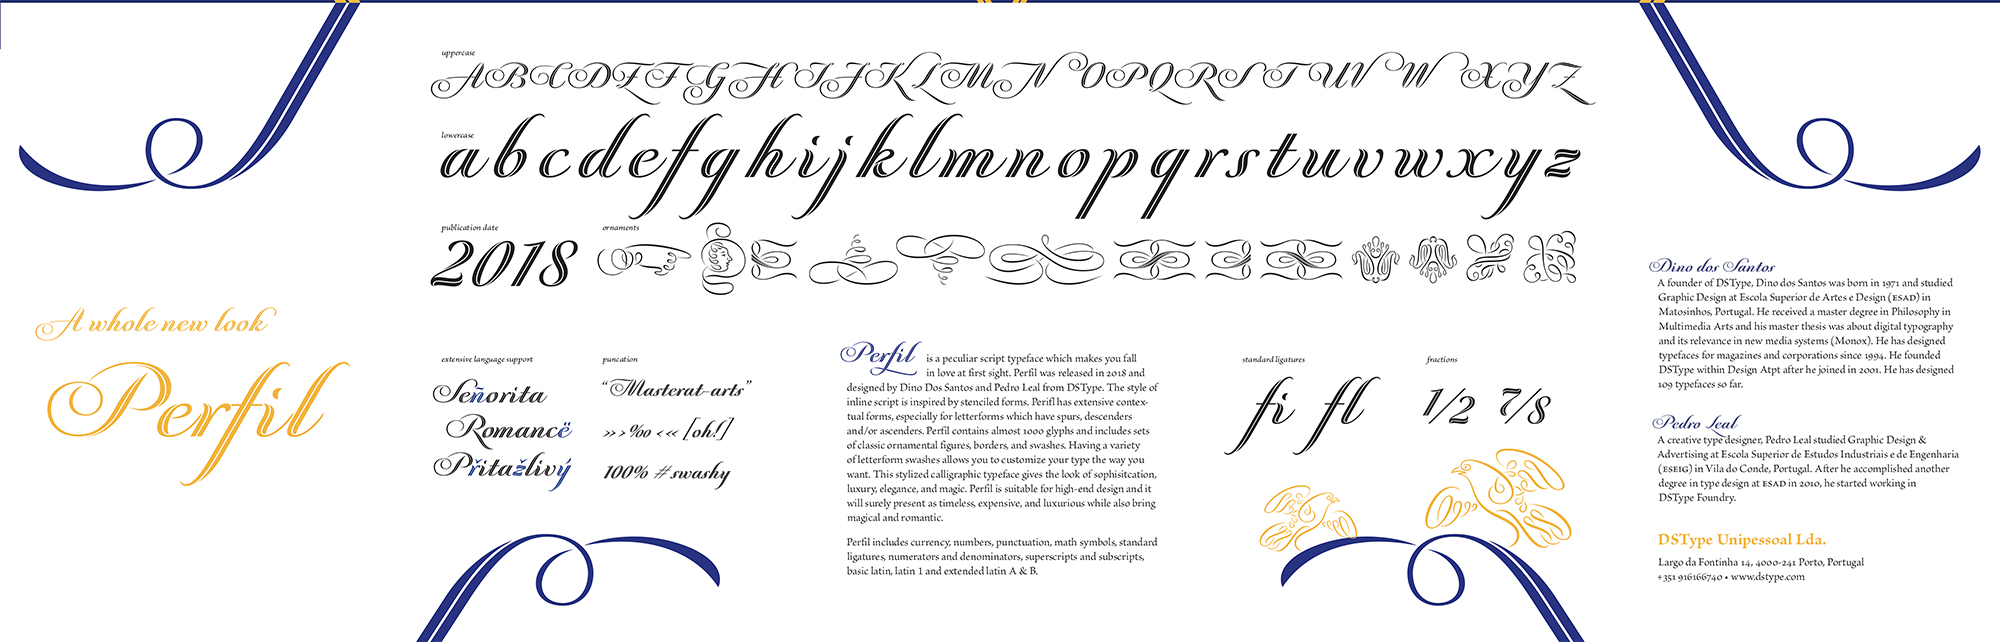 A whole new look
Perfil
uppercase
ABCDEFGHIJKLMNOPQRSTUVWXYZ
lowercase
abcdefghijklmnopqrstuvwxyz
publication date
2018
ornaments
extensive language support
Señorita
Romancë
Přitažlivý
puncation
“Masterat-arts”
»› ‰ ‹« [oh!]
100% #swashy
Perfil is a peculiar script typeface which makes you fall
in love at first sight. Perfil was released in 2018 and
designed by Dino Dos Santos and Pedro Leal from DSType. The style of
inline script is inspired by stenciled forms. Perifl has extensive contex-
tual forms, especially for letterforms which have spurs, descenders
and/or ascenders. Perfil contains almost 1000 glyphs and includes sets
of classic ornamental figures, borders, and swashes. Having a variety
of letterform swashes allows you to customize your type the way you
want. This stylized calligraphic typeface gives the look of sophisitcation,
luxury, elegance, and magic. Perfil is suitable for high-end design and it
will surely present as timeless, expensive, and luxurious while also bring
magical and romantic.
Perfil includes currency, numbers, punctuation, math symbols, standard
ligatures, numerators and denominators, superscripts and subscripts,
basic latin, latin 1 and extended latin A & B.
standard ligatures
fi fl
fractions
1/2 7/8
Dino dos Santos
A founder of DSType, Dino dos Santos was born in 1971 and studied
Graphic Design at Escola Superior de Artes e Design (ESAD) in
Matosinhos, Portugal. He received a master degree in Philosophy in
Multimedia Arts and his master thesis was about digital typography
and its relevance in new media systems (Monox). He has designed
typefaces for magazines and corporations since 1994. He founded
DSType within Design Atpt after he joined in 2001. He has designed
109 typefaces so far.
Pedro Leal
A creative type designer, Pedro Leal studied Graphic Design &
Advertising at Escola Superior de Estudos Industriais e de Engenharia
(ESEIG) in Vila do Conde, Portugal. After he accomplished another
degree in type design at ESAD in 2010, he started working in
DSType Foundry.
DSType Unipessoal Lda.
Largo da Fontinha 14, 4000-241 Porto, Portugal
+351 916166740 • www.dstype.com